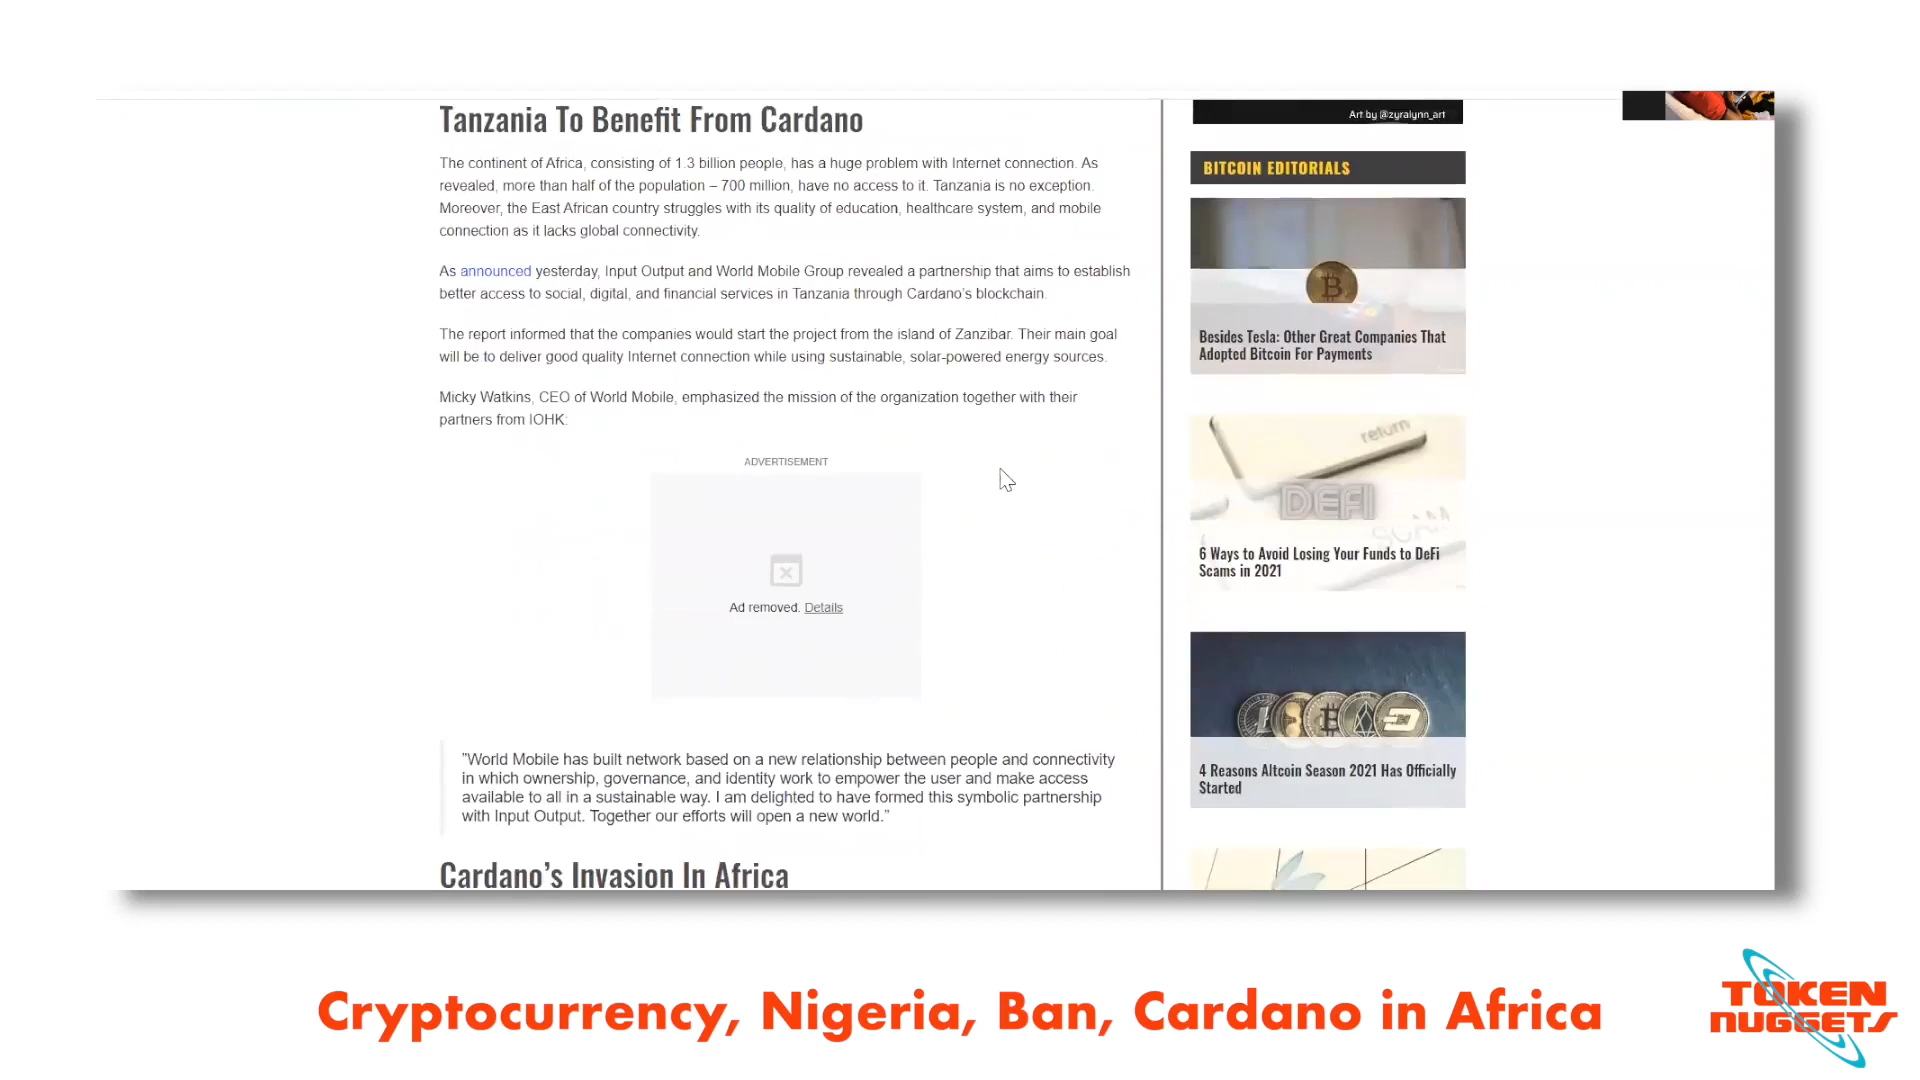 Tanzania To Benefit From Cardano
The continent of Africa, consisting of 1.3 billion people, has a huge problem with Internet connection. As
revealed, more than half of the population – 700 million, have no access to it. Tanzania is no exception.
Moreover, the East African country struggles with its quality of education, healthcare system, and mobile
connection as it lacks global connectivity.
As announced yesterday, Input Output and World Mobile Group revealed a partnership that aims to establish
better access to social, digital, and financial services in Tanzania through Cardano's blockchain.
The report informed that the companies would start the project from the island of Zanzibar. Their main goal
will be to deliver good quality Internet connection while using sustainable, solar-powered energy sources.
Micky Watkins, CEO of World Mobile, emphasized the mission of the organization together with their
partners from IOHK:
ADVERTISEMENT
Ad removed. Details
"World Mobile has built network based on a new relationship between people and connectivity
in which ownership, governance, and identity work to empower the user and make access
available to all in a sustainable way. I am delighted to have formed this symbolic partnership
with Input Output. Together our efforts will open a new world."
Cardano's Invasion In Africa
Art by @zyralynn_art
BITCOIN EDITORIALS
Besides Tesla: Other Great Companies That
Adopted Bitcoin For Payments
return
DEFI
SCAM
6 Ways to Avoid Losing Your Funds to DeFi
Scams in 2021
4 Reasons Altcoin Season 2021 Has Officially
Started
Cryptocurrency, Nigeria, Ban, Cardano in Africa
TOKEN
NUGGETS